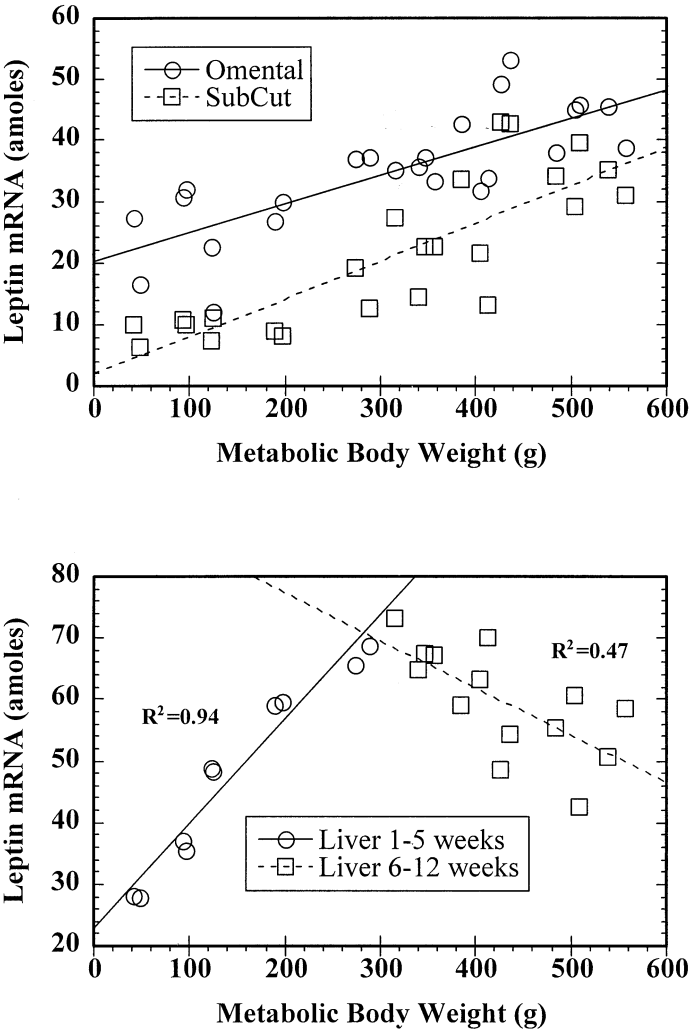 60
50
40
30
20
10
0
Leptin mRNA (amoles)
Omental
SubCut
0 100 200 300 400 500 600
Metabolic Body Weight (g)
80
70
60
50
40
30
20
Leptin mRNA (amoles)
R²=0.94
R²=0.47
Liver 1-5 weeks
Liver 6-12 weeks
0 100 200 300 400 500 600
Metabolic Body Weight (g)